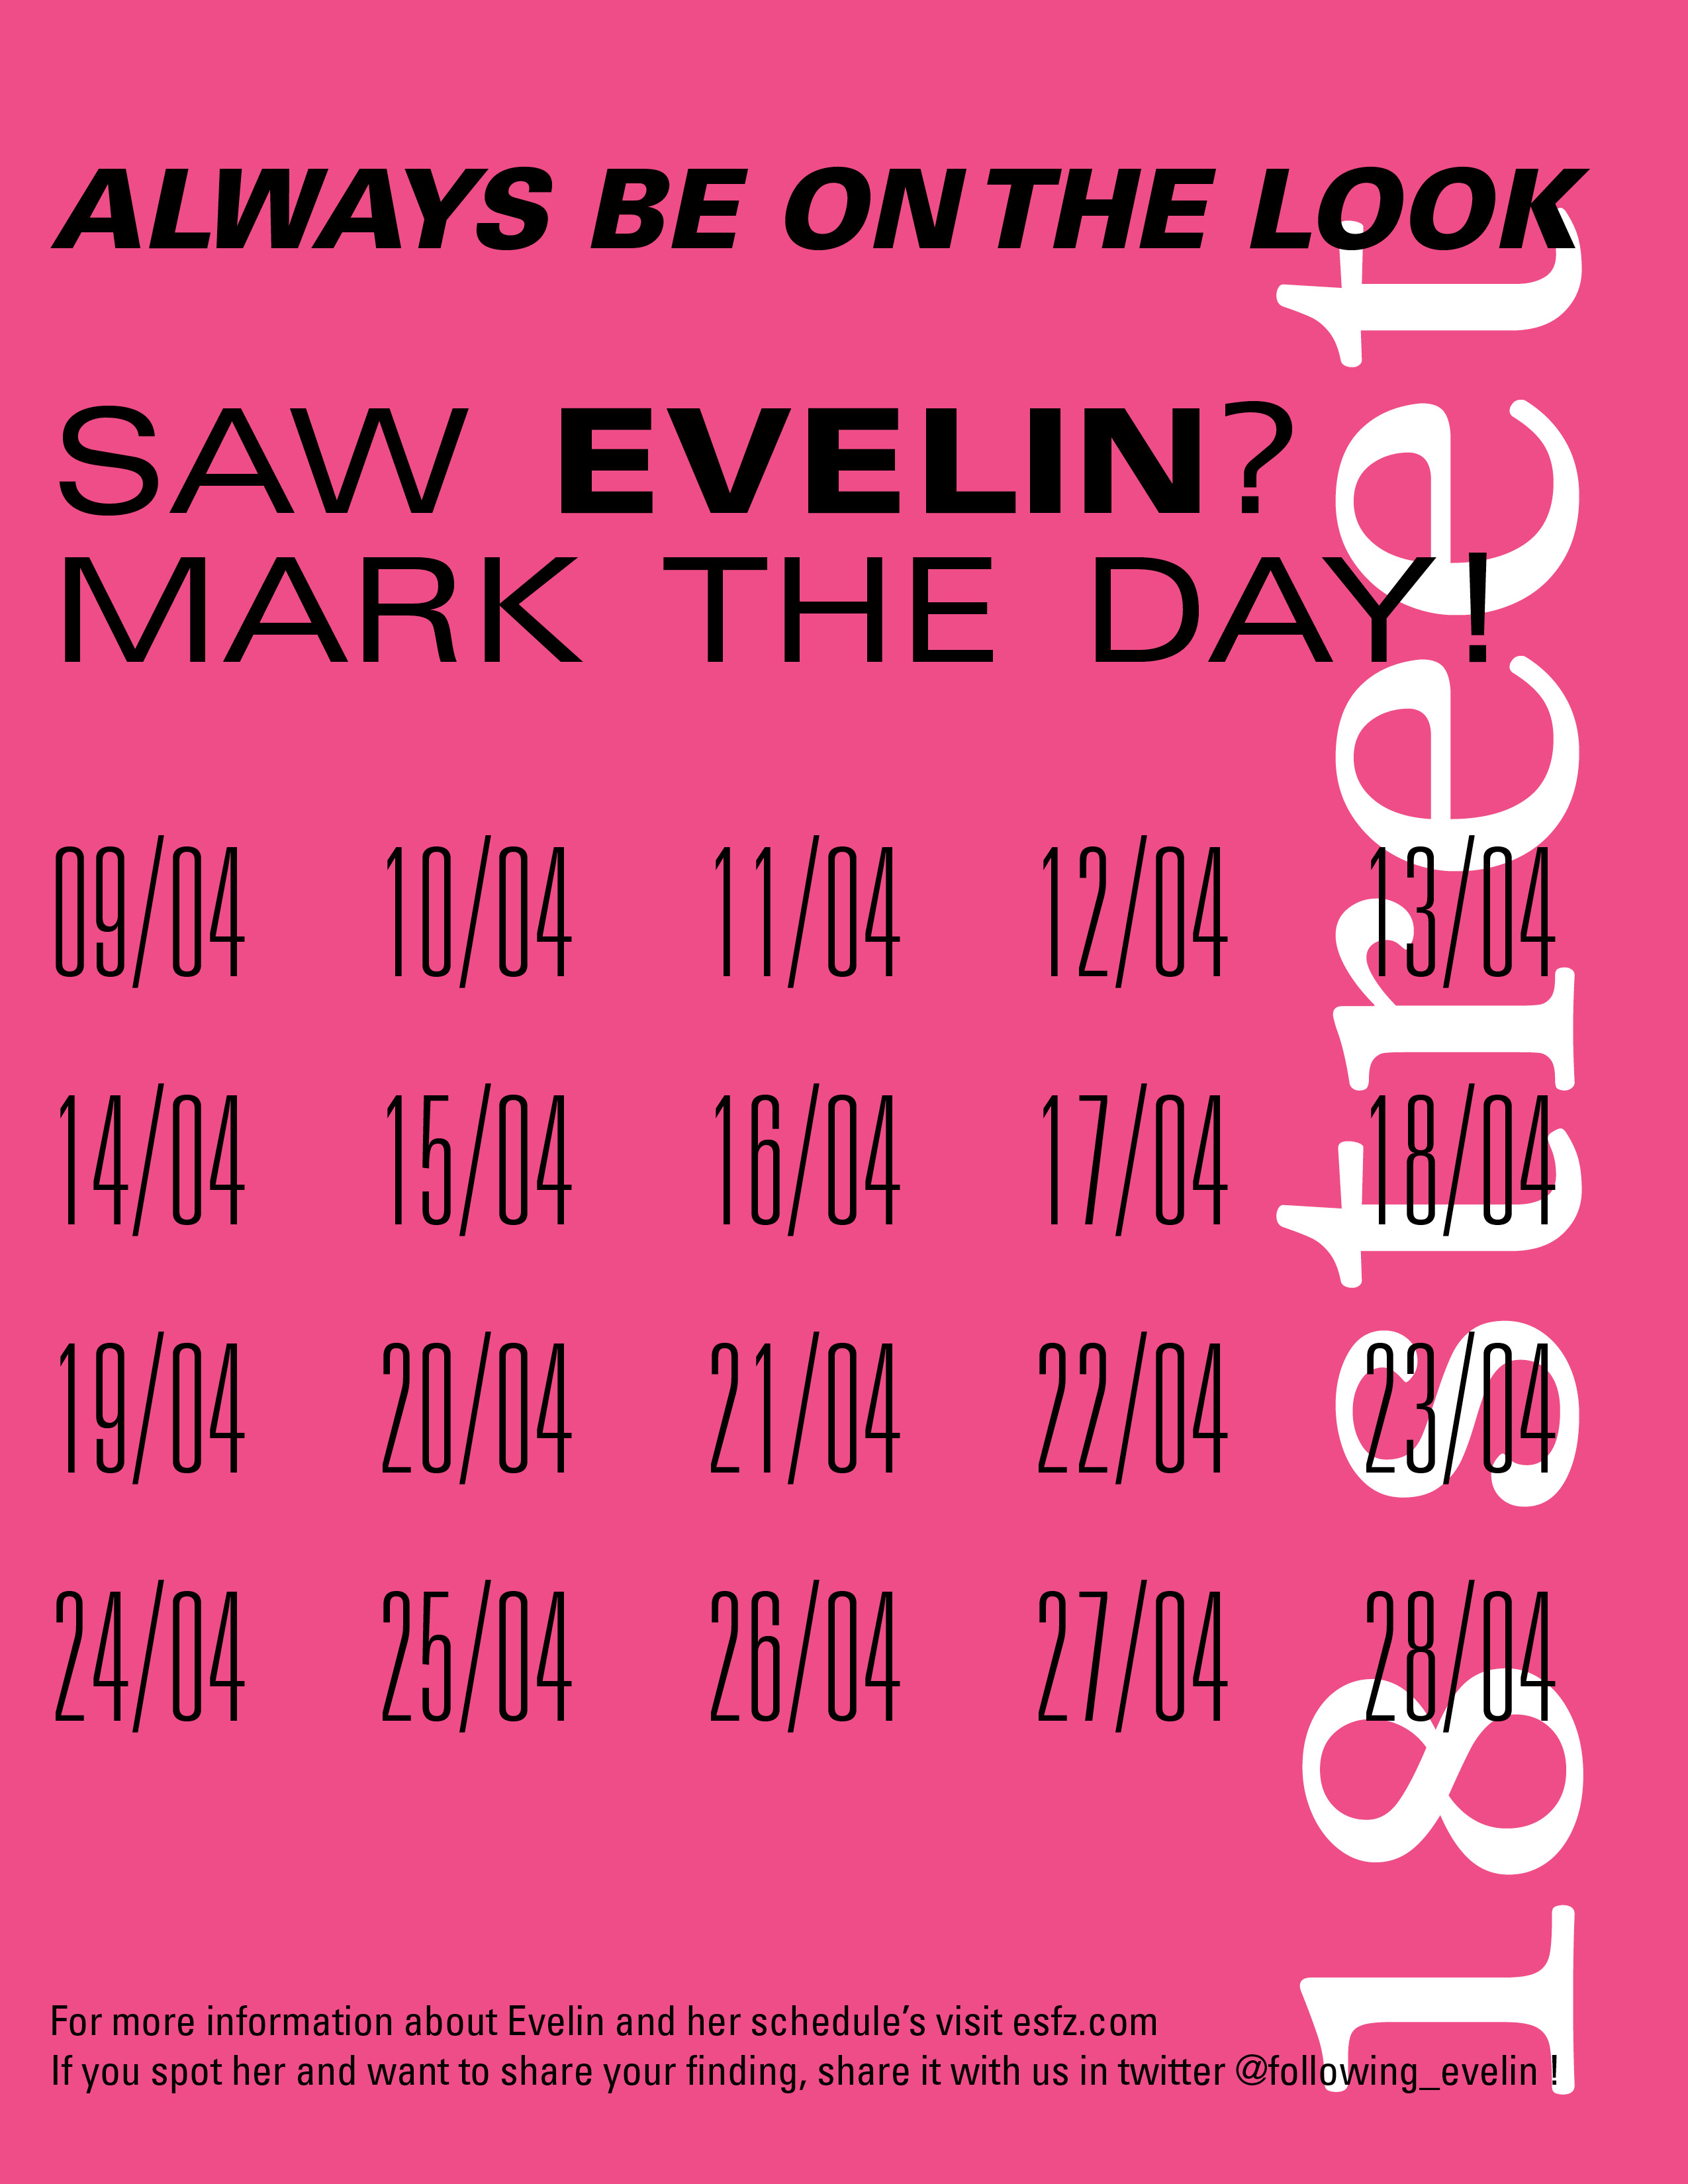 ALWAYS BE ON THE LOOK
SAW EVELIN?
MARK THE DAY!
09/04 10/04 11/04 12/04 13/04
14/04 15/04 16/04 17/04 18/04
19/04 20/04 21/04 22/04 23/04
24/04 25/04 26/04 27/04 28/04
18 street
For more information about Evelin and her schedule’s visit esfz.com
If you spot her and want to share your finding, share it with us in twitter @following_evelin !